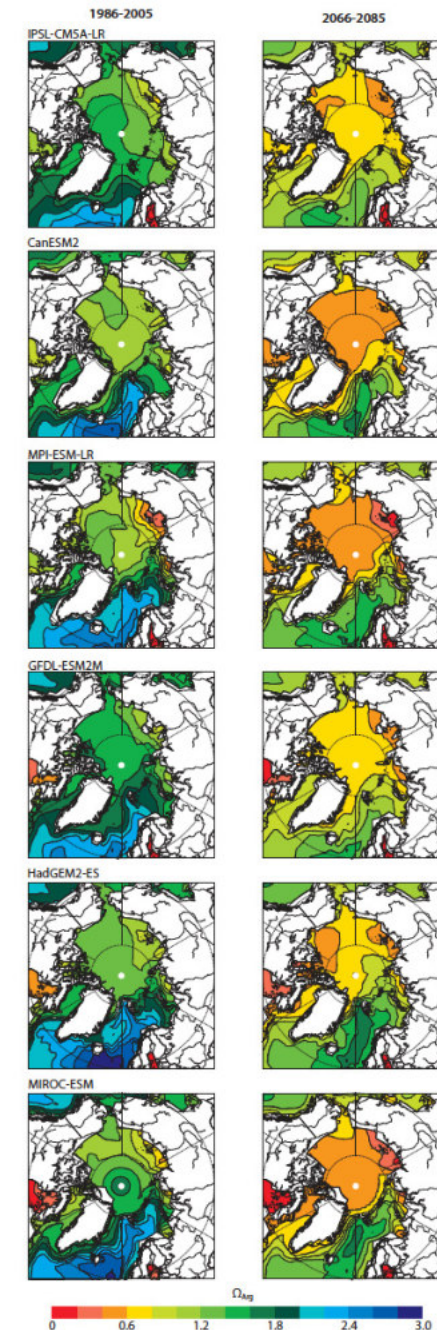 1986-2005 2066-2085
IPSL-CM5A-LR
CanESM2
MPI-ESM-LR
GFDL-ESM2M
HadGEM2-ES
MIROC-ESM
Ω_Arg
0 0.6 1.2 1.8 2.4 3.0